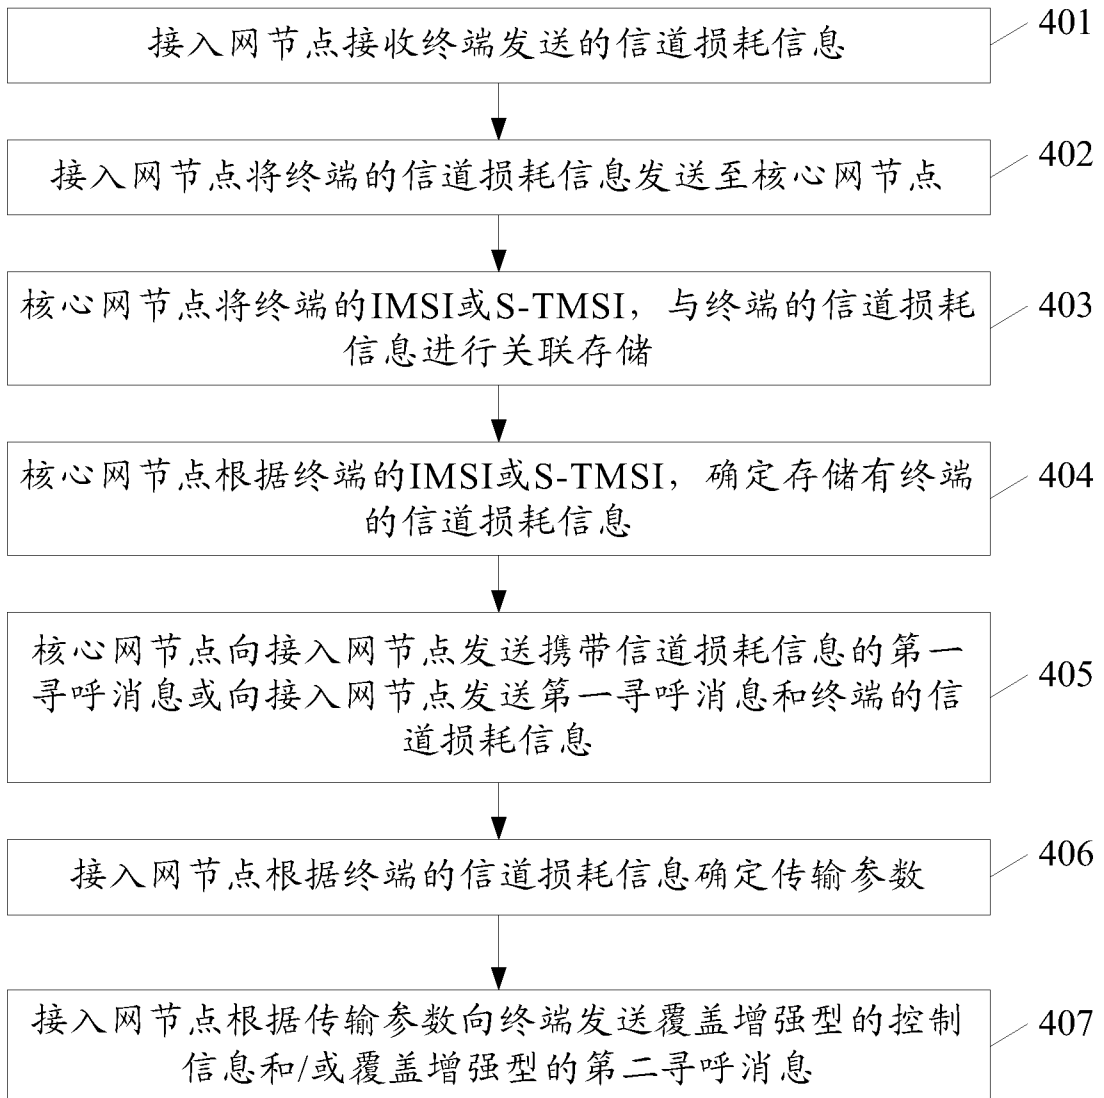 接入网节点接收终端发送的信道损耗信息
401
接入网节点将终端的信道损耗信息发送至核心网节点
402
核心网节点将终端的IMSI或S-TMSI，与终端的信道损耗
信息进行关联存储
403
核心网节点根据终端的IMSI或S-TMSI，确定存储有终端
的信道损耗信息
404
核心网节点向接入网节点发送携带信道损耗信息的第一
寻呼消息或向接入网节点发送第一寻呼消息和终端的信
道损耗信息
405
接入网节点根据终端的信道损耗信息确定传输参数
406
接入网节点根据传输参数向终端发送覆盖增强型的控制
信息和/或覆盖增强型的第二寻呼消息
407